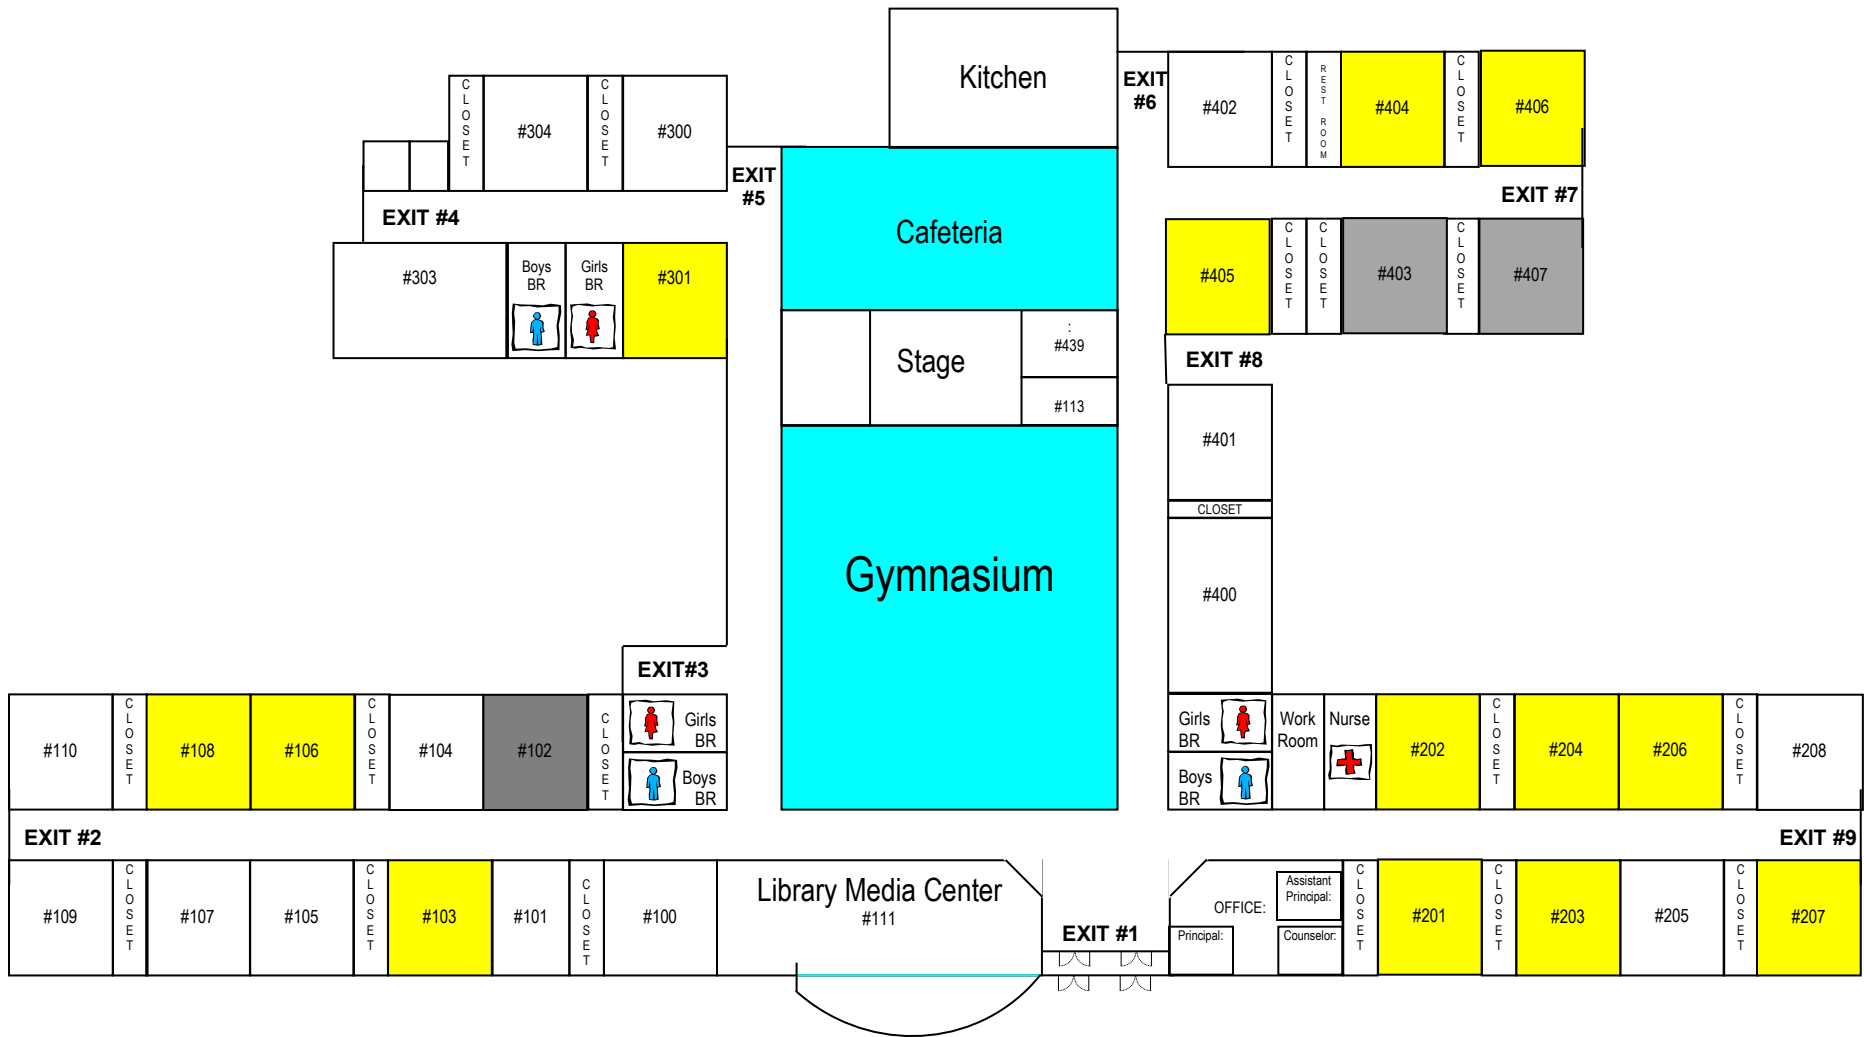 Kitchen
EXIT
#6
#402
CLOSET
REST ROOM
#404
CLOSET
#406
CLOSET
#304
CLOSET
#300
EXIT
#5
EXIT #7
EXIT #4
Cafeteria
#303
Boys
BR
Girls
BR
#301
#405
CLOSET
CLOSET
#403
CLOSET
#407
Stage
:
#439
#113
EXIT #8
#401
CLOSET
Gymnasium
#400
EXIT#3
#110
CLOSET
#108
#106
CLOSET
#104
#102
CLOSET
Girls
BR
Boys
BR
Girls
BR
Boys
BR
Work
Room
Nurse
#202
CLOSET
#204
#206
CLOSET
#208
EXIT #2
EXIT #9
#109
CLOSET
#107
#105
CLOSET
#103
#101
CLOSET
#100
Library Media Center
#111
EXIT #1
OFFICE:
Assistant
Principal:
Principal:
Counselor:
CLOSET
#201
CLOSET
#203
#205
CLOSET
#207